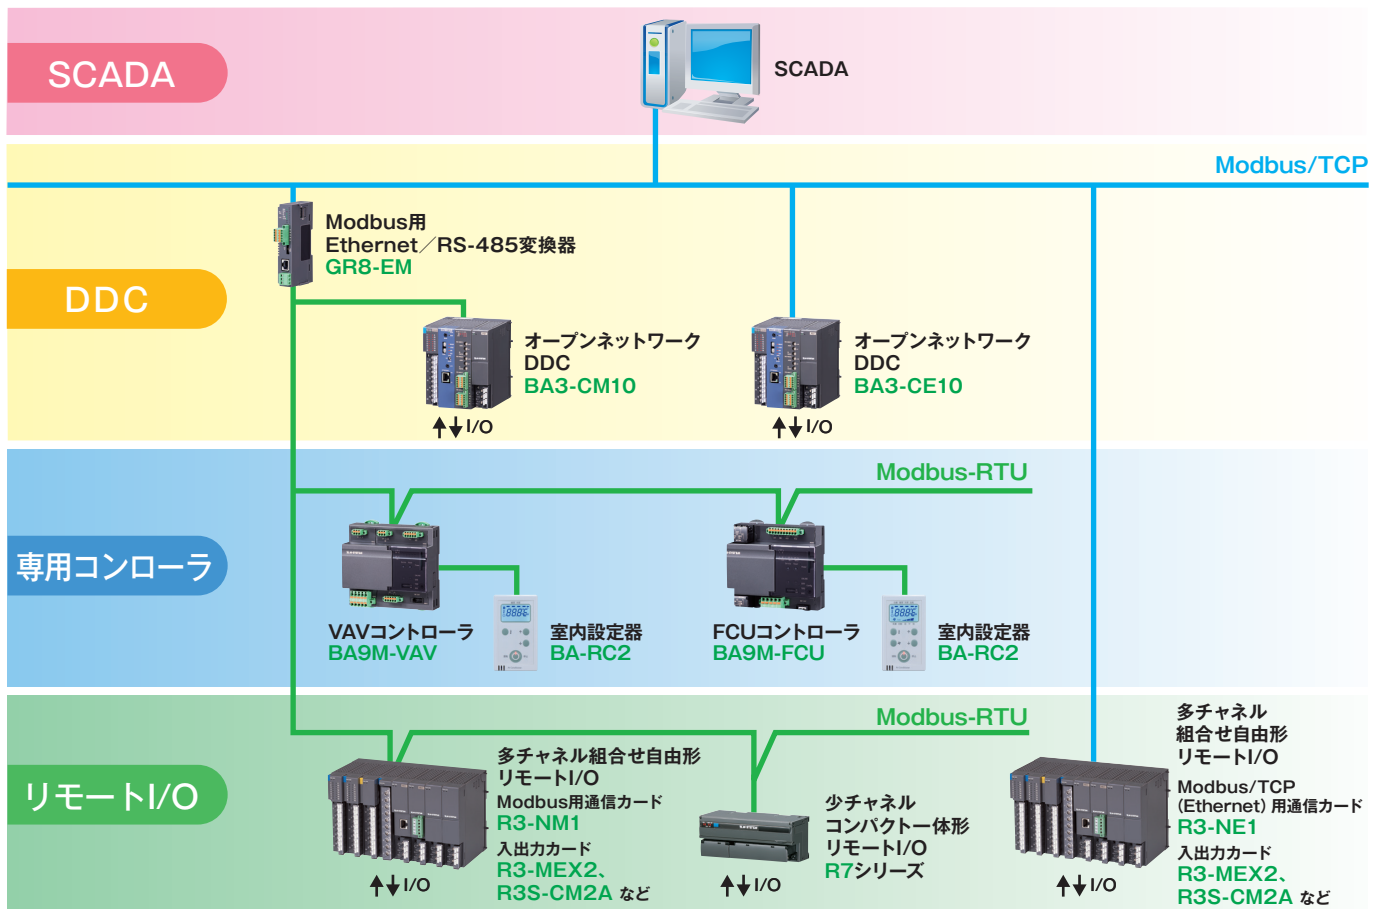 SCADA
SCADA
Modbus/TCP
DDC
Modbus用
Ethernet／RS-485変換器
GR8-EM
オープンネットワーク
DDC
BA3-CM10
I/O
オープンネットワーク
DDC
BA3-CE10
I/O
専用コンローラ
Modbus-RTU
VAVコントローラ
BA9M-VAV
室内設定器
BA-RC2
FCUコントローラ
BA9M-FCU
室内設定器
BA-RC2
リモートI/O
Modbus-RTU
多チャネル組合せ自由形
リモートI/O
Modbus用通信カード
R3-NM1
入出力カード
R3-MEX2、
R3S-CM2A など
I/O
少チャネル
コンパクト一体形
リモートI/O
R7シリーズ
I/O
多チャネル
組合せ自由形
リモートI/O
Modbus/TCP
（Ethernet）用通信カード
R3-NE1
入出力カード
R3-MEX2、
R3S-CM2A など
I/O